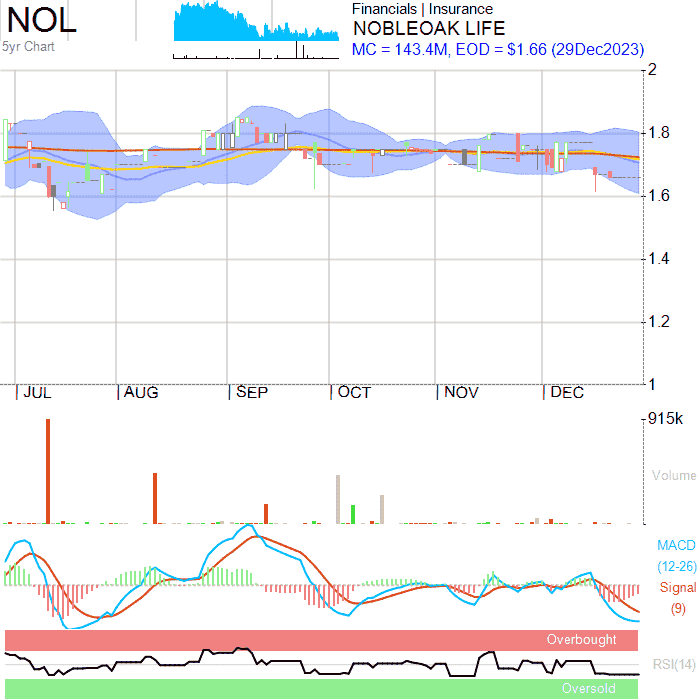 NOL
5yr Chart
Financials | Insurance
NOBLEOAK LIFE
MC = 143.4M, EOD = $1.66 (29Dec2023)
2
1.8
1.6
1.4
1.2
1
JUL AUG SEP OCT NOV DEC
915k
Volume
MACD
(12-26)
Signal
(9)
Overbought
RSI(14)
Oversold